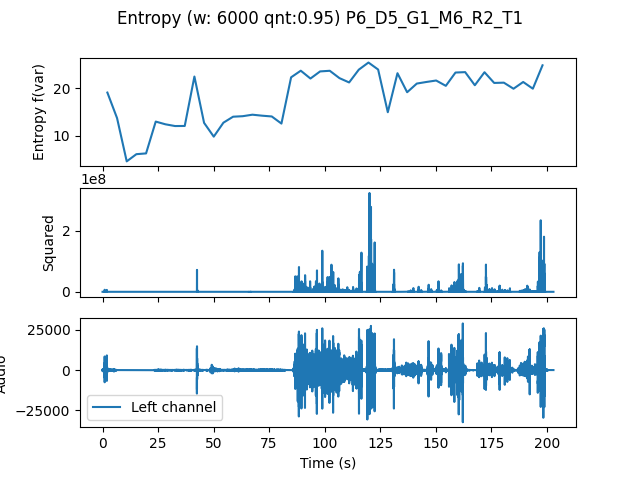 Entropy (w: 6000 qnt:0.95) P6_D5_G1_M6_R2_T1
Entropy f(var)
20
10
1e8
Squared
2
0
Audio
25000
0
−25000
Left channel
0 25 50 75 100 125 150 175 200
Time (s)